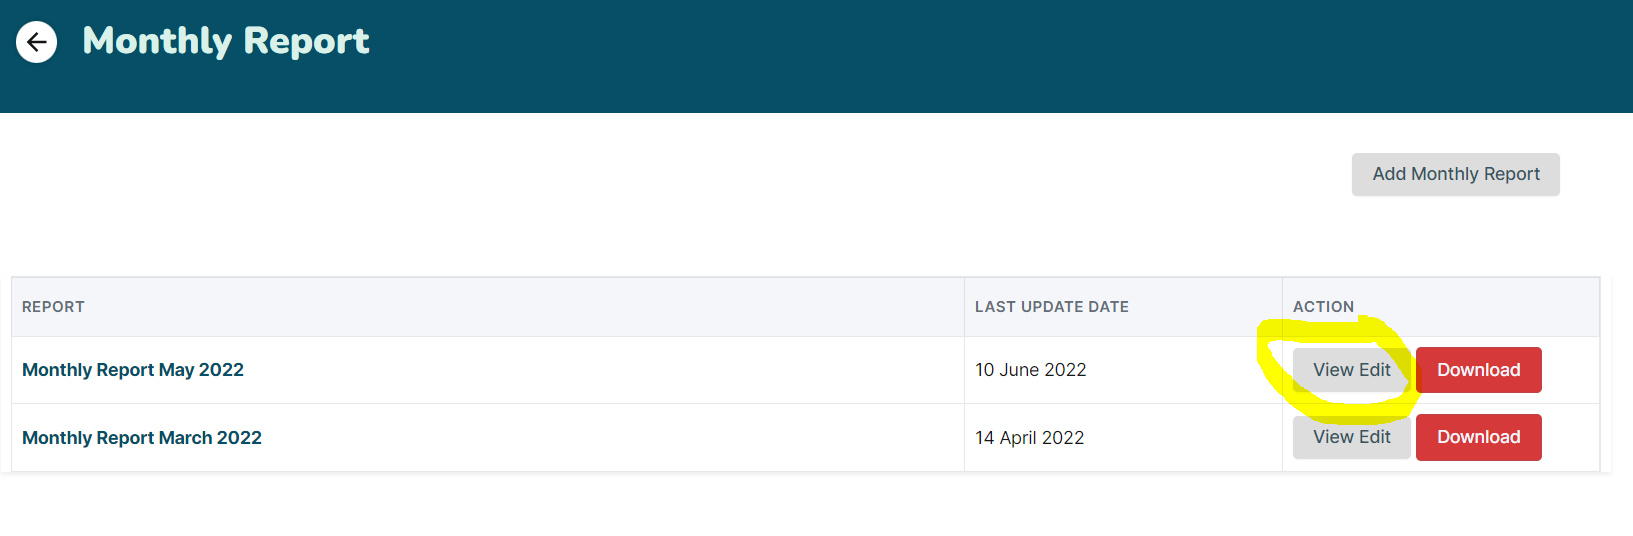 Monthly Report
Add Monthly Report
REPORT LAST UPDATE DATE ACTION
Monthly Report May 2022 10 June 2022 View Edit Download
Monthly Report March 2022 14 April 2022 View Edit Download